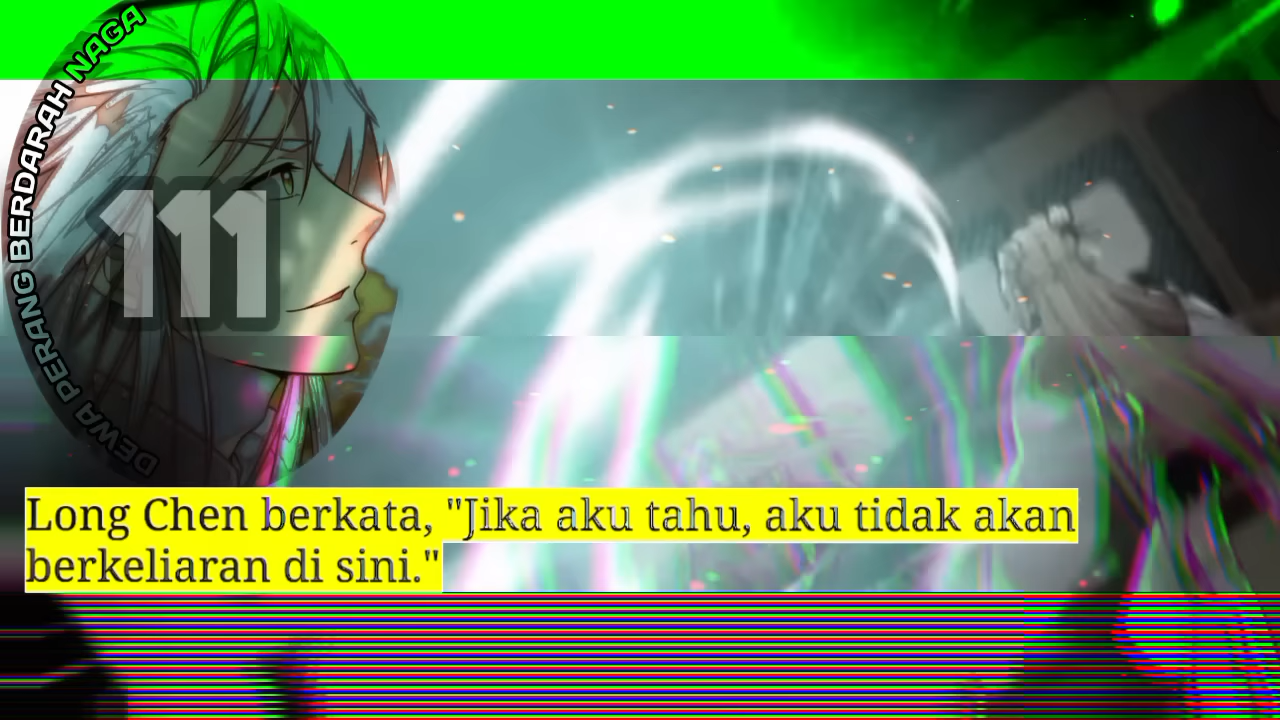 DEWA PERANG BERDARAH NAGA
111
Long Chen berkata, "Jika aku tahu, aku tidak akan
berkeliaran di sini."